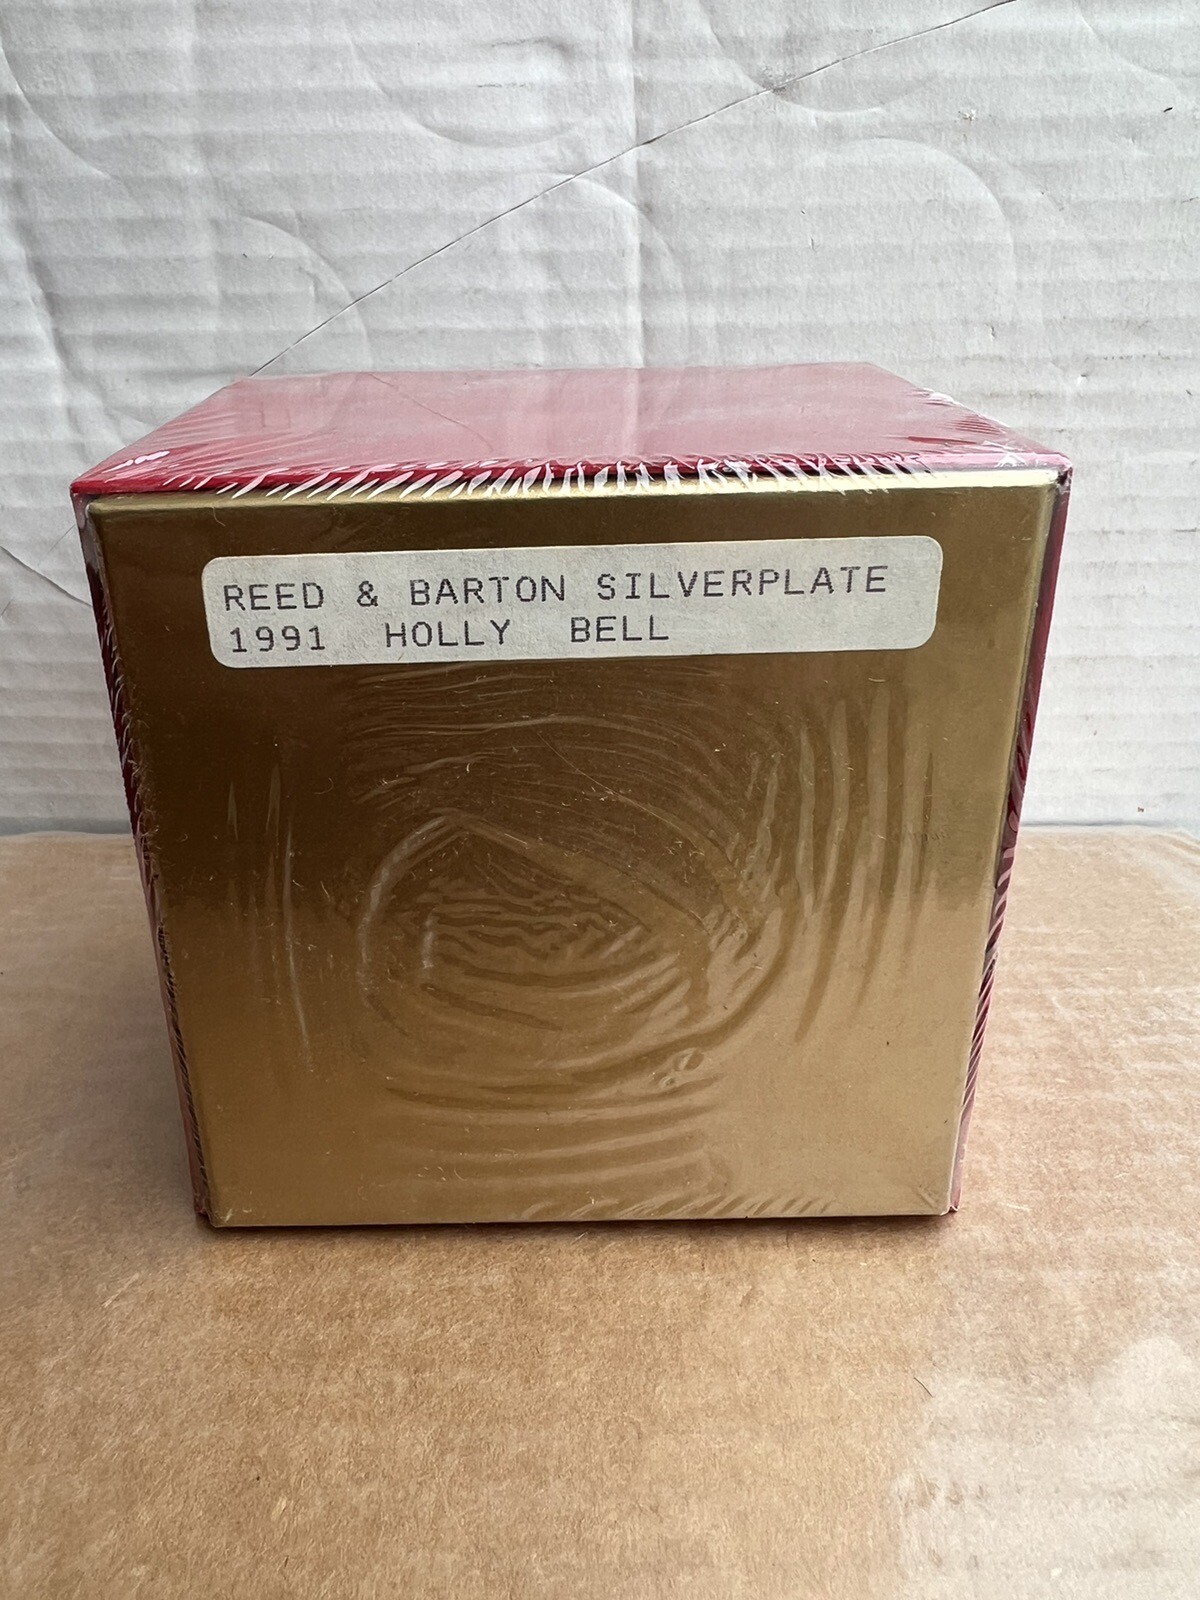 REED & BARTON SILVERPLATE
1991 HOLLY BELL